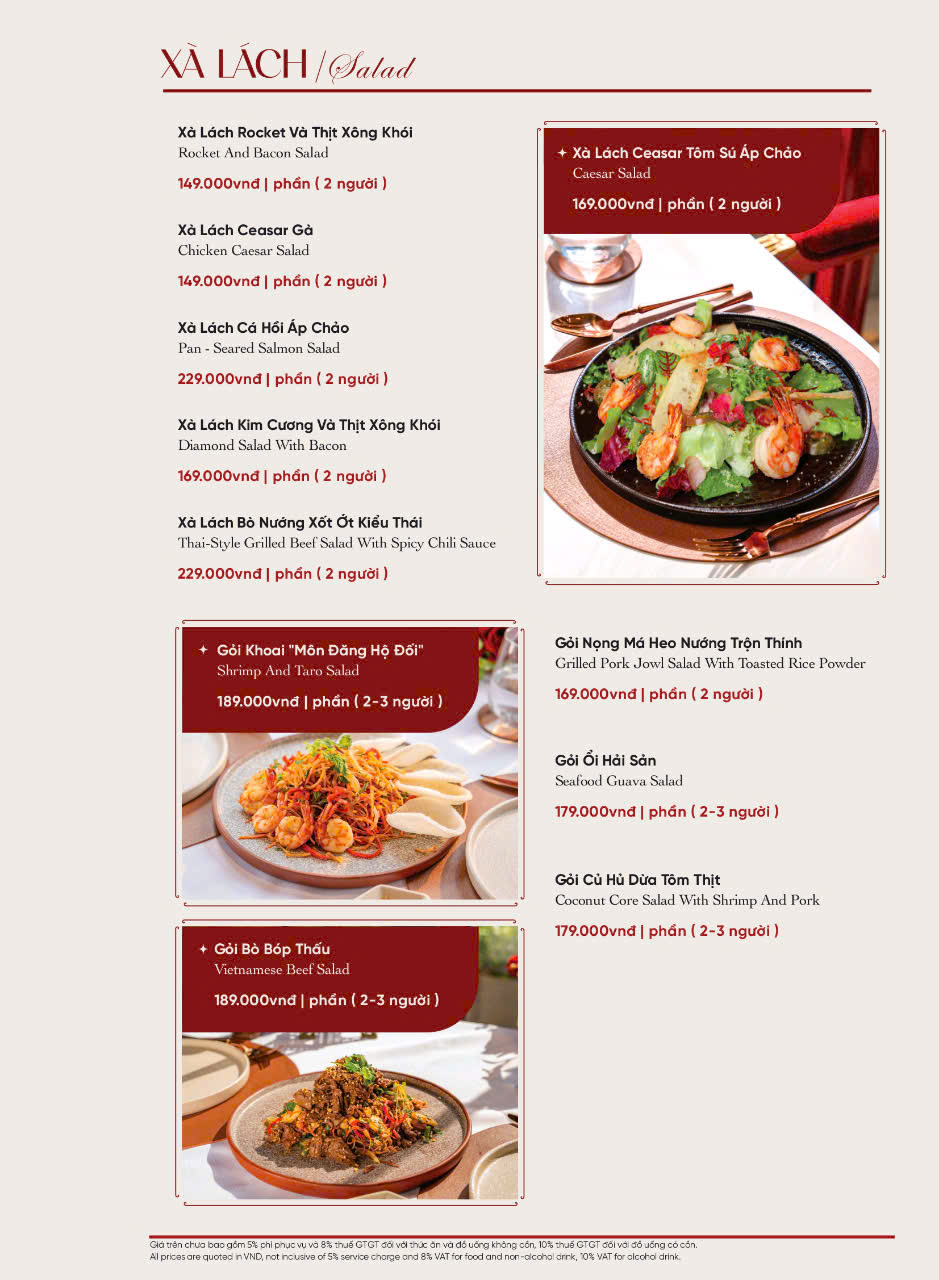 XÀ LÁCH /Salad
Xà Lách Rocket Và Thịt Xông Khói
Rocket And Bacon Salad
149.000vnđ | phần ( 2 người )
Xà Lách Ceasar Gà
Chicken Caesar Salad
149.000vnđ | phần ( 2 người )
Xà Lách Cá Hồi Áp Chảo
Pan - Seared Salmon Salad
229.000vnđ | phần ( 2 người )
Xà Lách Kim Cương Và Thịt Xông Khói
Diamond Salad With Bacon
169.000vnđ | phần ( 2 người )
Xà Lách Bò Nướng Xốt Ớt Kiểu Thái
Thai-Style Grilled Beef Salad With Spicy Chili Sauce
229.000vnđ | phần ( 2 người )
Xà Lách Ceasar Tôm Sú Áp Chảo
Caesar Salad
169.000vnđ | phần ( 2 người )
Gỏi Khoai "Môn Đăng Hộ Đối"
Shrimp And Taro Salad
189.000vnđ | phần ( 2-3 người )
Gỏi Bò Bóp Thấu
Vietnamese Beef Salad
189.000vnđ | phần ( 2-3 người )
Gỏi Nọng Má Heo Nướng Trộn Thính
Grilled Pork Jowl Salad With Toasted Rice Powder
169.000vnđ | phần ( 2 người )
Gỏi Ổi Hải Sản
Seafood Guava Salad
179.000vnđ | phần ( 2-3 người )
Gỏi Củ Hủ Dừa Tôm Thịt
Coconut Core Salad With Shrimp And Pork
179.000vnđ | phần ( 2-3 người )
Giá trên chưa bao gồm 5% phí phục vụ và 8% thuế GTGT đối với thức ăn và đồ uống không cồn, 10% thuế GTGT đối với đồ uống có cồn.
All prices are quoted in VND, not inclusive of 5% service charge and 8% VAT for food and non-alcohol drink, 10% VAT for alcohol drink.